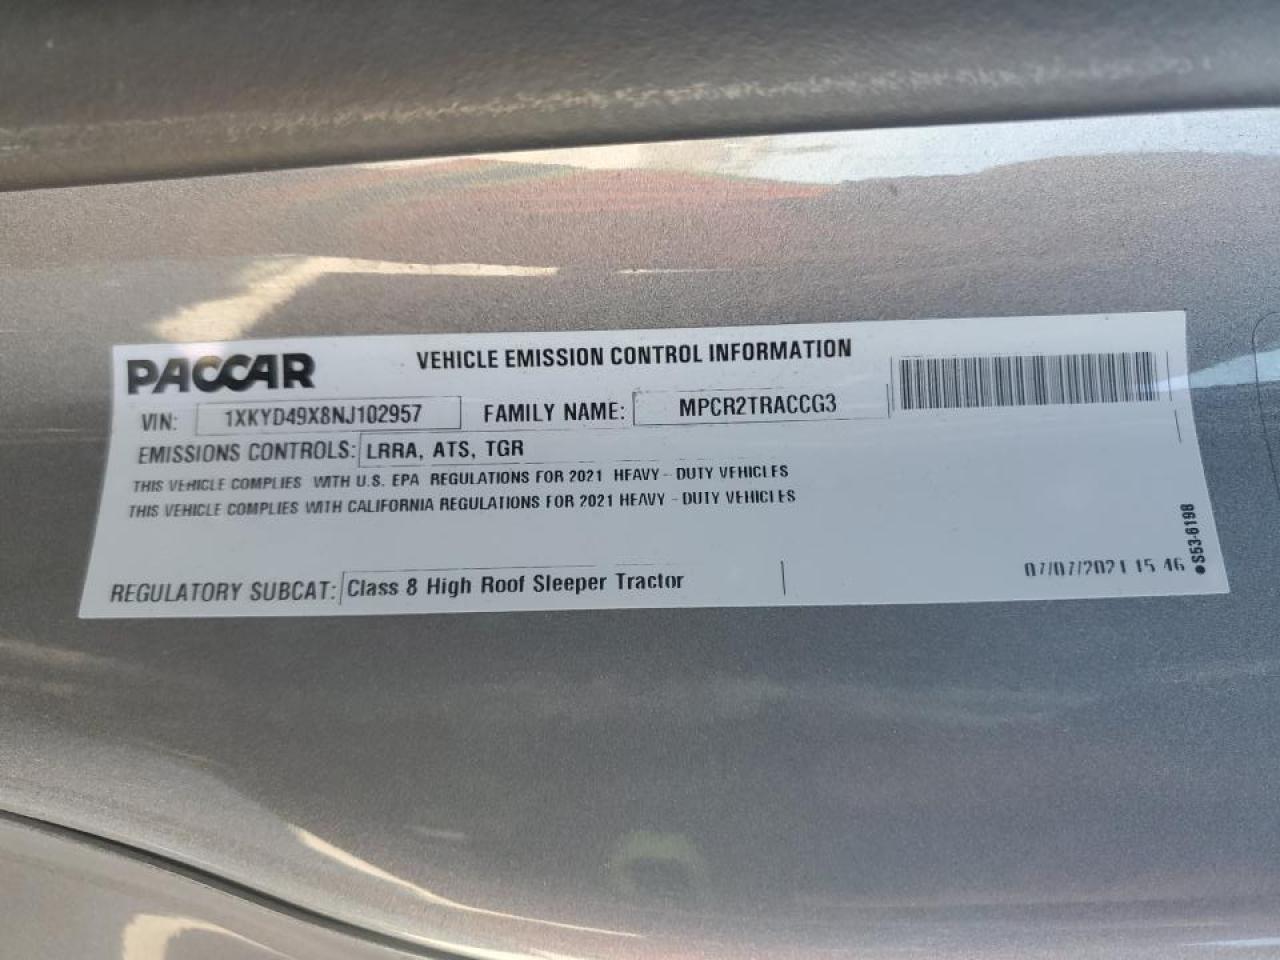 PACCAR VEHICLE EMISSION CONTROL INFORMATION
VIN: 1XKYD49X8NJ102957 FAMILY NAME: MPCR2TRACCG3
EMISSIONS CONTROLS: LRRA, ATS, TGR
THIS VEHICLE COMPLIES WITH U.S. EPA REGULATIONS FOR 2021 HEAVY - DUTY VEHICLES
THIS VEHICLE COMPLIES WITH CALIFORNIA REGULATIONS FOR 2021 HEAVY - DUTY VEHICLES
REGULATORY SUBCAT: Class 8 High Roof Sleeper Tractor
07/07/2021 15 46
●S53-6198